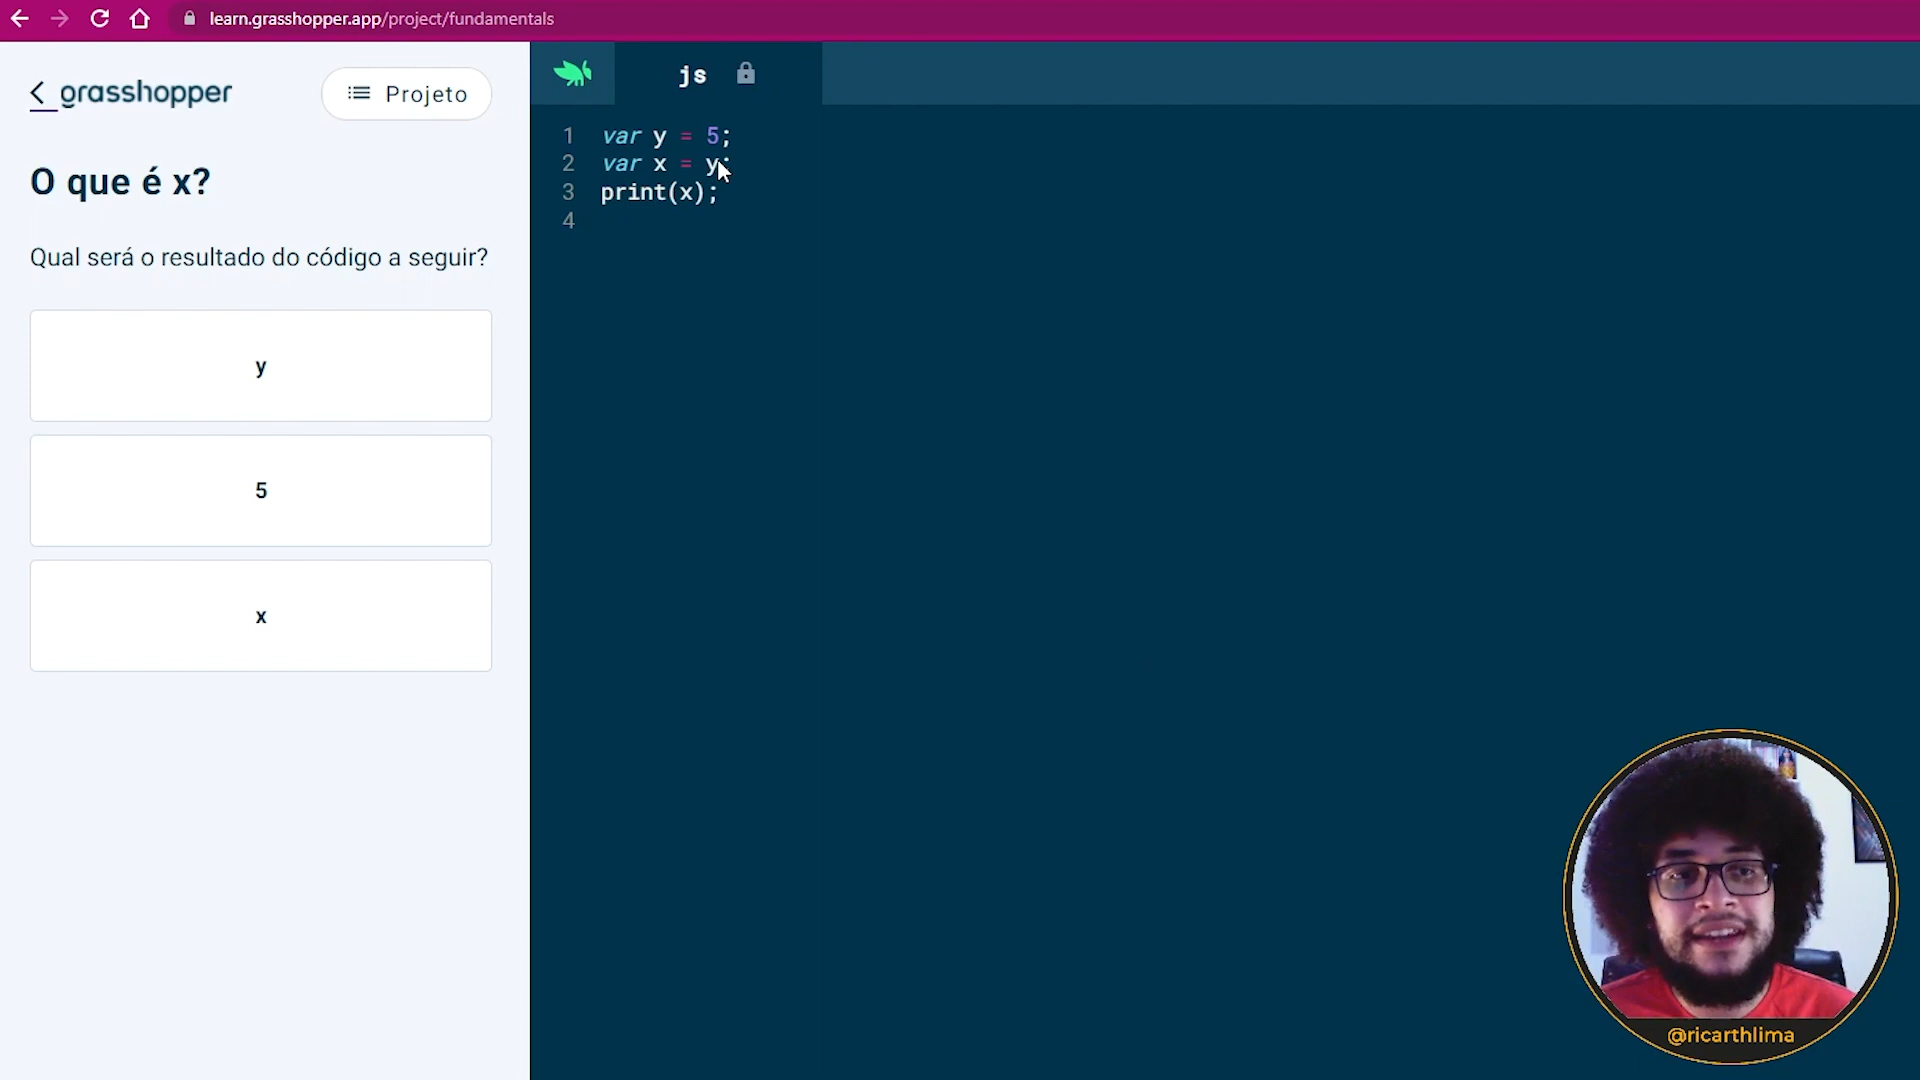 learn.grasshopper.app/project/fundamentals
grasshopper
Projeto
O que é x?
Qual será o resultado do código a seguir?
y
5
x
js
1 var y = 5;
2 var x = y;
3 print(x);
4
@ricarthlima